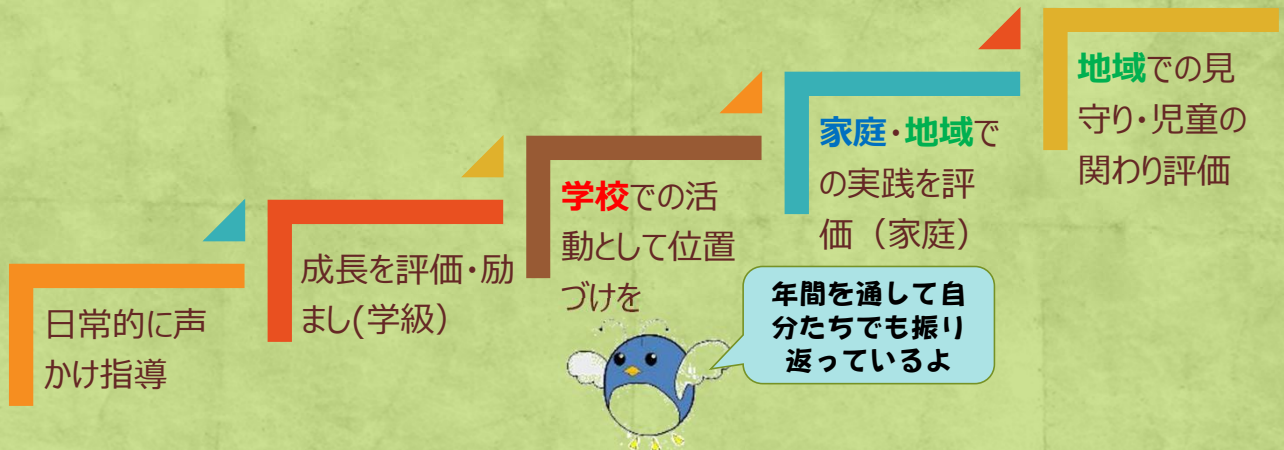 日常的に声
かけ指導
成長を評価・励
まし(学級）
学校での活
動として位置
づけを
家庭・地域で
の実践を評
価（家庭）
地域での見
守り・児童の
関わり評価
年間を通して自
分たちでも振り
返っているよ